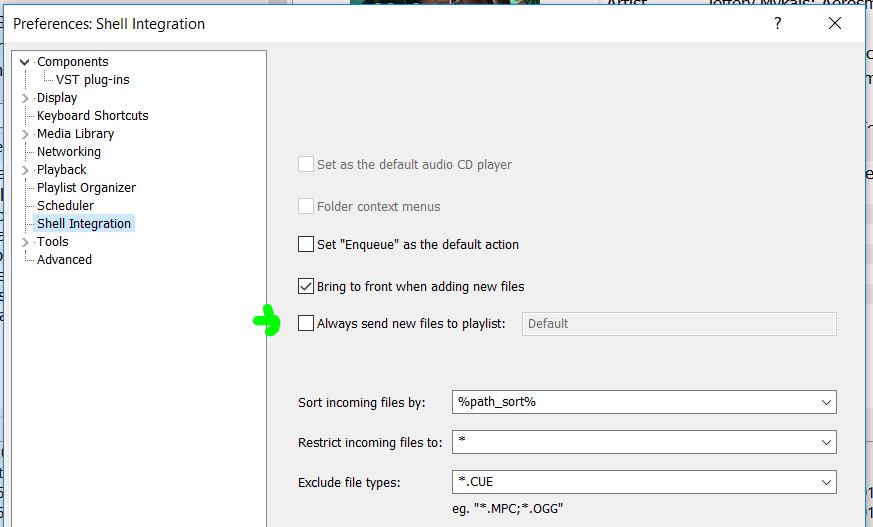 Preferences: Shell Integration
?
Components
VST plug-ins
Display
Keyboard Shortcuts
Media Library
Networking
Playback
Playlist Organizer
Scheduler
Shell Integration
Tools
Advanced
Set as the default audio CD player
Folder context menus
Set "Enqueue" as the default action
Bring to front when adding new files
Always send new files to playlist: Default
Sort incoming files by: %path_sort%
Restrict incoming files to: *
Exclude file types: *.CUE
eg. "*.MPC;*.OGG"